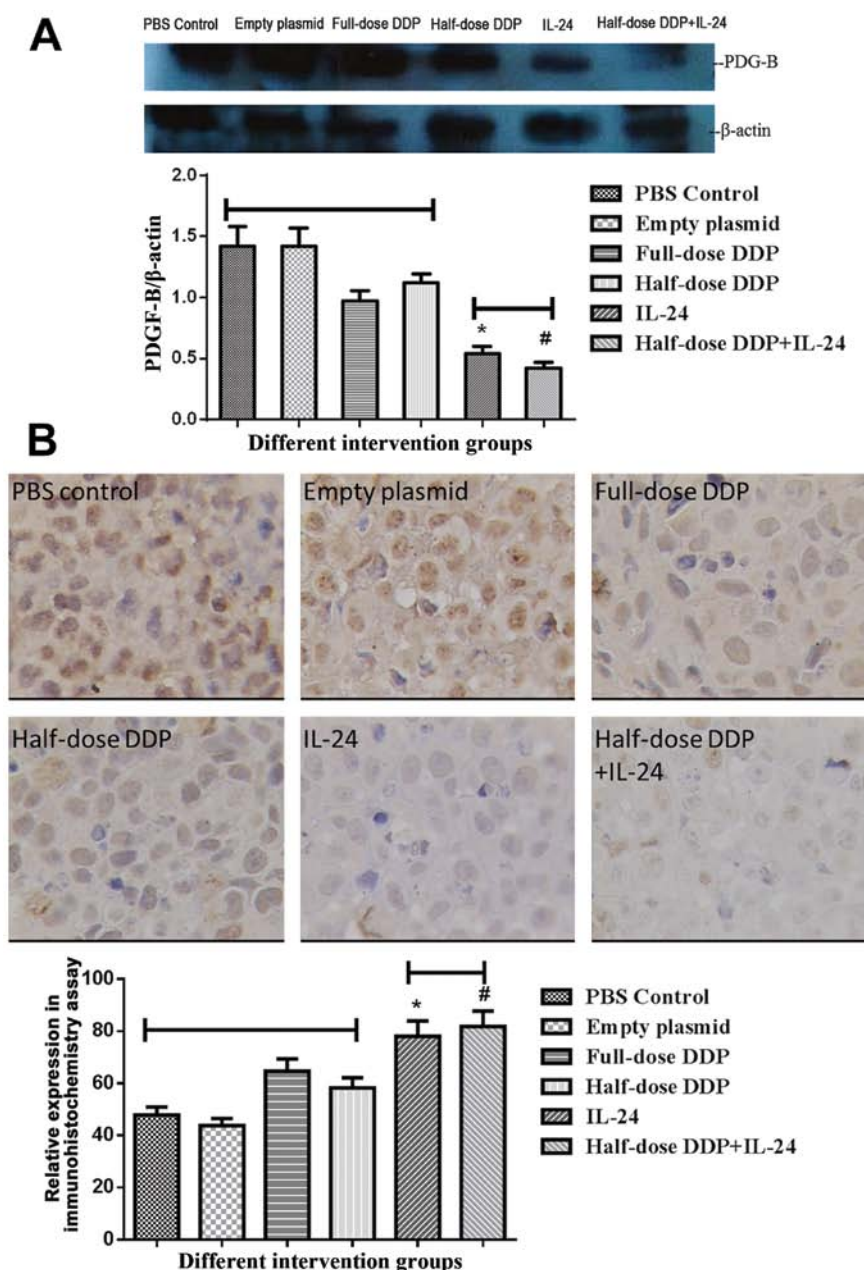 A
PBS Control Empty plasmid Full-dose DDP Half-dose DDP IL-24 Half-dose DDP+IL-24
--PDG-B
--β-actin
PDGF-B/β-actin
2.0
1.5
1.0
0.5
0.0
*
#
Different intervention groups
PBS Control
Empty plasmid
Full-dose DDP
Half-dose DDP
IL-24
Half-dose DDP+IL-24
B
PBS control
Empty plasmid
Full-dose DDP
Half-dose DDP
IL-24
Half-dose DDP
+IL-24
Relative expression in
immunohistochemistry assay
100
80
60
40
20
0
*
#
Different intervention groups
PBS Control
Empty plasmid
Full-dose DDP
Half-dose DDP
IL-24
Half-dose DDP+IL-24